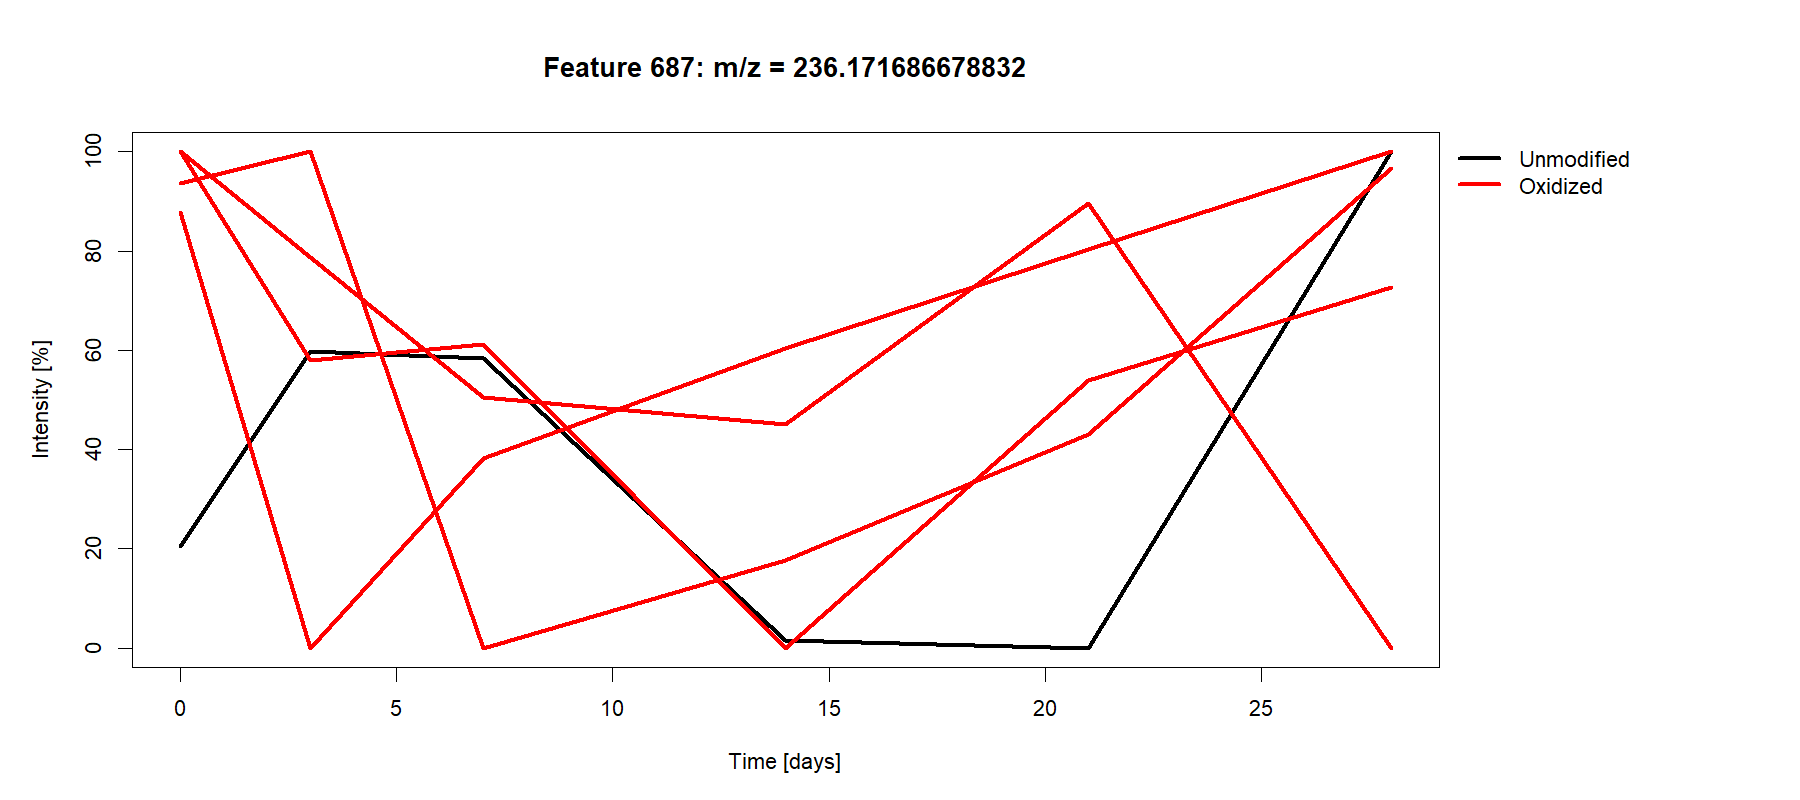 Feature 687: m/z = 236.171686678832
Unmodified
Oxidized
Intensity [%]
100
80
60
40
20
0
0 5 10 15 20 25
Time [days]